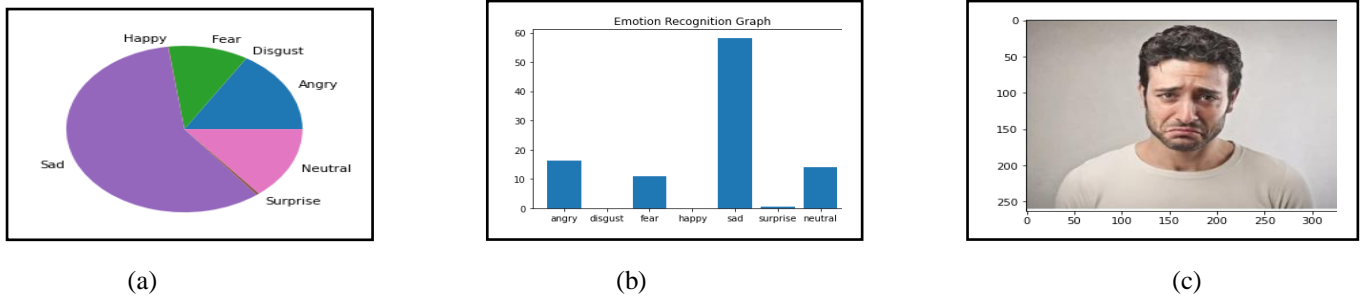 Happy
Fear
Disgust
Angry
Sad
Neutral
Surprise
(a)
Emotion Recognition Graph
60
50
40
30
20
10
0
angry disgust fear happy sad surprise neutral
(b)
0
50
100
150
200
250
0 50 100 150 200 250 300
(c)